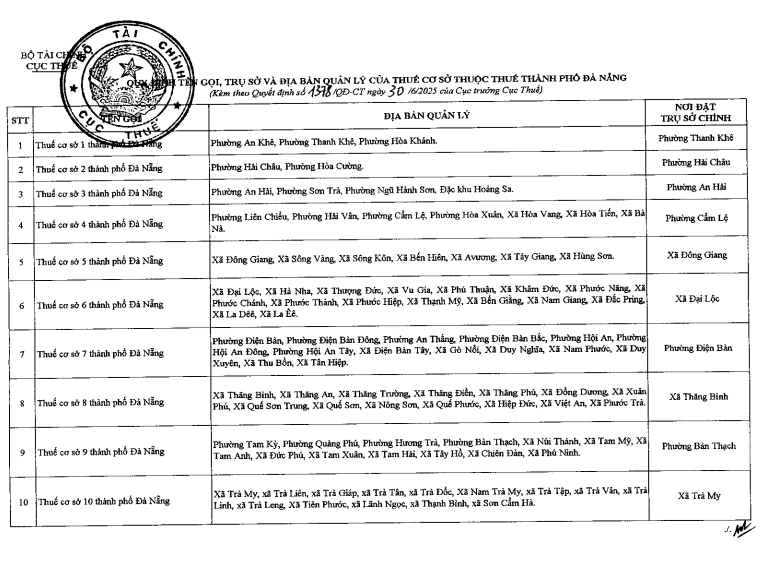 BỘ TÀI CHÍNH
CỤC THUẾ
BỘ TÀI CHÍNH
CỤC THUẾ
QUY ĐỊNH TÊN GỌI, TRỤ SỞ VÀ ĐỊA BÀN QUẢN LÝ CỦA THUẾ CƠ SỞ THUỘC THUẾ THÀNH PHỐ ĐÀ NẴNG
(Kèm theo Quyết định số 1378/QĐ-CT ngày 30/6/2025 của Cục trưởng Cục Thuế)
STT TÊN GỌI ĐỊA BÀN QUẢN LÝ NƠI ĐẶT
TRỤ SỞ CHÍNH
1 Thuế cơ sở 1 thành phố Đà Nẵng Phường An Khê, Phường Thanh Khê, Phường Hòa Khánh. Phường Thanh Khê
2 Thuế cơ sở 2 thành phố Đà Nẵng Phường Hải Châu, Phường Hòa Cường. Phường Hải Châu
3 Thuế cơ sở 3 thành phố Đà Nẵng Phường An Hải, Phường Sơn Trà, Phường Ngũ Hành Sơn, Đặc khu Hoàng Sa. Phường An Hải
4 Thuế cơ sở 4 thành phố Đà Nẵng Phường Liên Chiểu, Phường Hải Vân, Phường Cẩm Lệ, Phường Hòa Xuân, Xã Hòa Vang, Xã Hòa Tiến, Xã Bà
Nà. Phường Cẩm Lệ
5 Thuế cơ sở 5 thành phố Đà Nẵng Xã Đông Giang, Xã Sông Vàng, Xã Sông Kôn, Xã Bến Hiên, Xã Avương, Xã Tây Giang, Xã Hùng Sơn. Xã Đông Giang
6 Thuế cơ sở 6 thành phố Đà Nẵng Xã Đại Lộc, Xã Hà Nha, Xã Thượng Đức, Xã Vu Gia, Xã Phú Thuận, Xã Khâm Đức, Xã Phước Năng, Xã
Phước Chánh, Xã Phước Thành, Xã Phước Hiệp, Xã Thạnh Mỹ, Xã Bến Giằng, Xã Nam Giang, Xã Đắc Pring,
Xã La Dêê, Xã La Êê. Xã Đại Lộc
7 Thuế cơ sở 7 thành phố Đà Nẵng Phường Điện Bàn, Phường Điện Bàn Đông, Phường An Thắng, Phường Điện Bàn Bắc, Phường Hội An, Phường
Hội An Đông, Phường Hội An Tây, Xã Điện Bàn Tây, Xã Gò Nổi, Xã Duy Nghĩa, Xã Nam Phước, Xã Duy
Xuyên, Xã Thu Bồn, Xã Tân Hiệp. Phường Điện Bàn
8 Thuế cơ sở 8 thành phố Đà Nẵng Xã Thăng Bình, Xã Thăng An, Xã Thăng Trường, Xã Thăng Điền, Xã Thăng Phú, Xã Đồng Dương, Xã Xuân
Phú, Xã Quế Sơn Trung, Xã Quế Sơn, Xã Nông Sơn, Xã Quế Phước, Xã Hiệp Đức, Xã Việt An, Xã Phước Trà. Xã Thăng Bình
9 Thuế cơ sở 9 thành phố Đà Nẵng Phường Tam Kỳ, Phường Quảng Phú, Phường Hương Trà, Phường Bàn Thạch, Xã Núi Thành, Xã Tam Mỹ, Xã
Tam Anh, Xã Đức Phú, Xã Tam Xuân, Xã Tam Hải, Xã Tây Hồ, Xã Chiên Đàn, Xã Phú Ninh. Phường Bàn Thạch
10 Thuế cơ sở 10 thành phố Đà Nẵng Xã Trà My, xã Trà Liên, xã Trà Giáp, xã Trà Tân, xã Trà Đốc, Xã Nam Trà My, xã Trà Tập, xã Trà Vân, xã Trà
Linh, xã Trà Leng, Xã Tiên Phước, xã Lãnh Ngọc, xã Thạnh Bình, xã Sơn Cẩm Hà. Xã Trà My